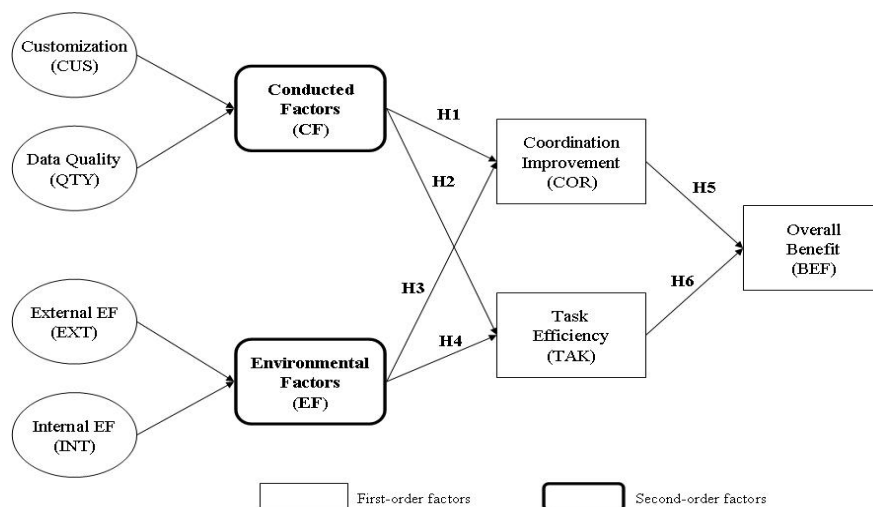 Customization
(CUS)
Data Quality
(QTY)
External EF
(EXT)
Internal EF
(INT)
Conducted
Factors
(CF)
Environmental
Factors
(EF)
H1
H2
H3
H4
Coordination
Improvement
(COR)
Task
Efficiency
(TAK)
H5
H6
Overall
Benefit
(BEF)
First-order factors
Second-order factors